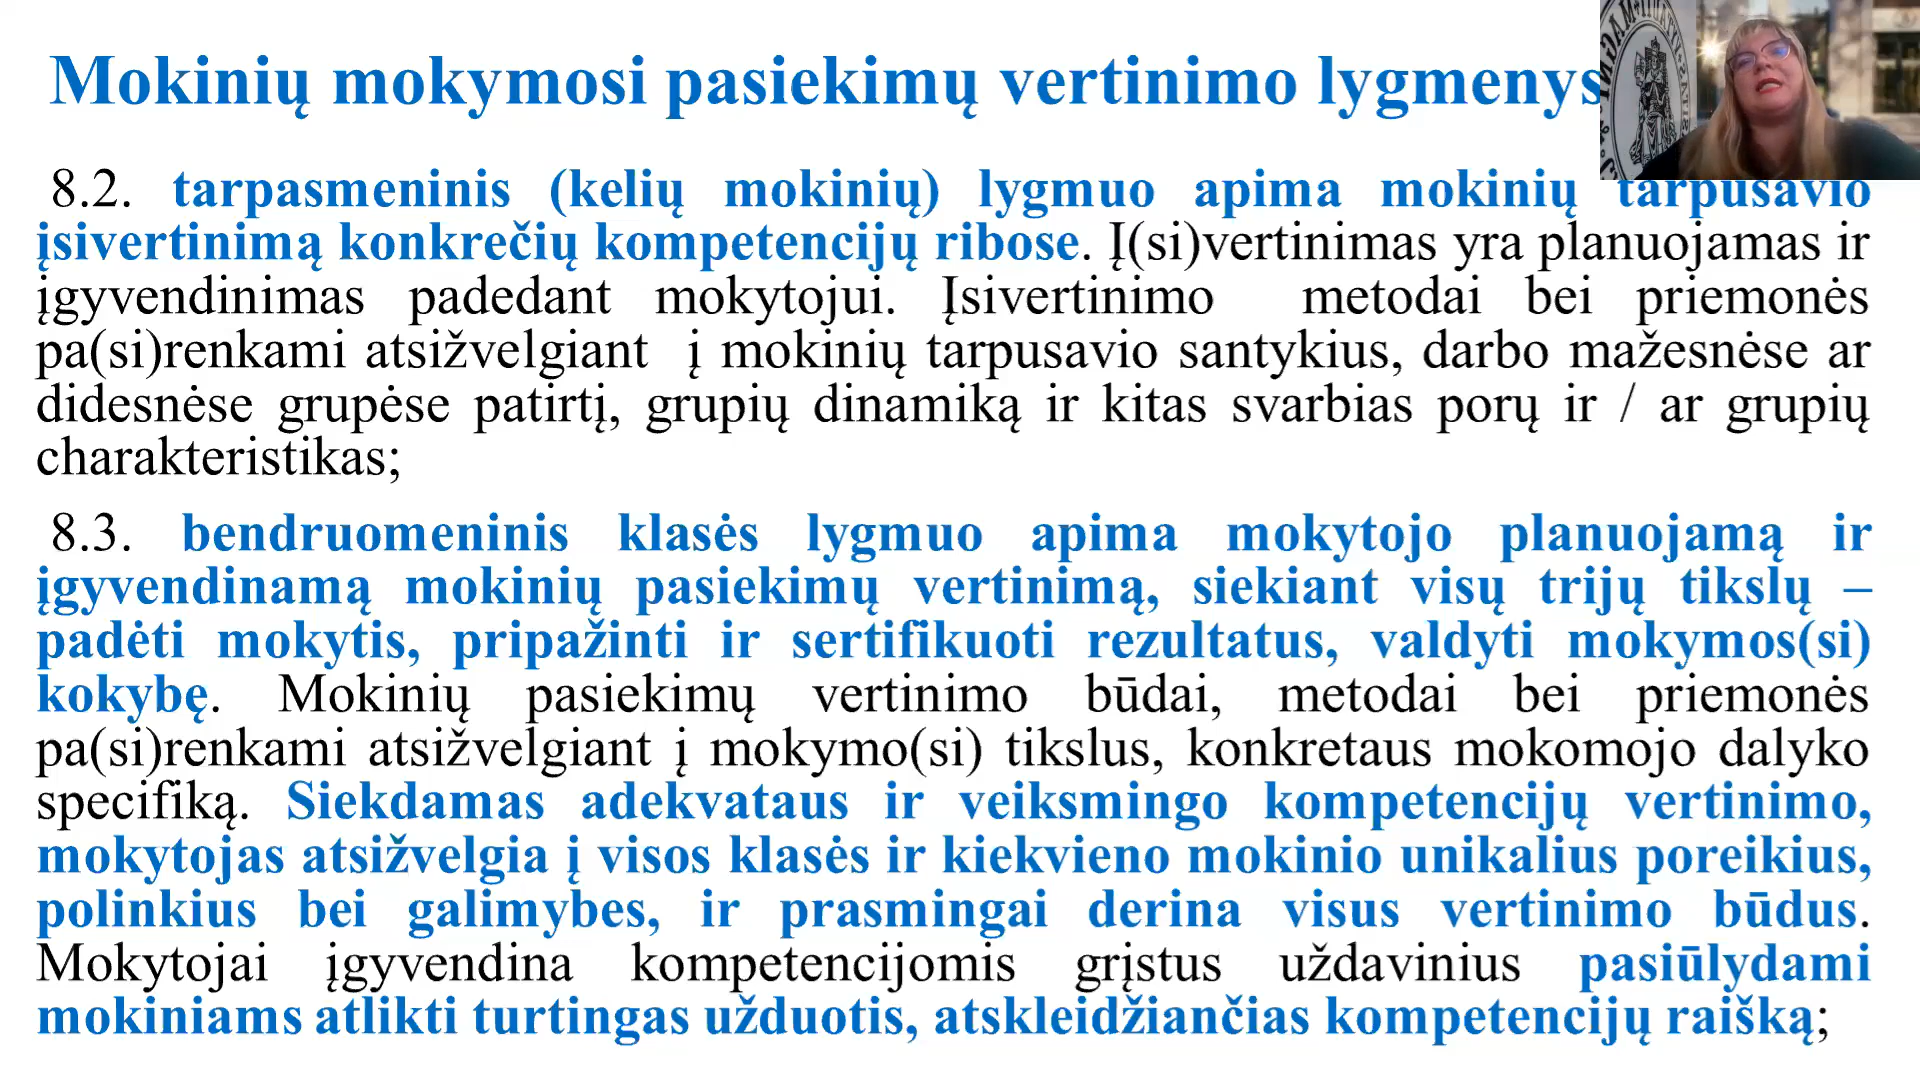 Mokinių mokymosi pasiekimų vertinimo lygmenys
8.2. tarpasmeninis (kelių mokinių) lygmuo apima mokinių tarpusavio
įsivertinimą konkrečių kompetencijų ribose. Į(si)vertinimas yra planuojamas ir
įgyvendinimas padedant mokytojui. Įsivertinimo metodai bei priemonės
pa(si)renkami atsižvelgiant į mokinių tarpusavio santykius, darbo mažesnėse ar
didesnėse grupėse patirtį, grupių dinamiką ir kitas svarbias porų ir / ar grupių
charakteristikas;
8.3. bendruomeninis klasės lygmuo apima mokytojo planuojamą ir
įgyvendinamą mokinių pasiekimų vertinimą, siekiant visų trijų tikslų –
padėti mokytis, pripažinti ir sertifikuoti rezultatus, valdyti mokymos(si)
kokybę. Mokinių pasiekimų vertinimo būdai, metodai bei priemonės
pa(si)renkami atsižvelgiant į mokymo(si) tikslus, konkretaus mokomojo dalyko
specifiką. Siekdamas adekvataus ir veiksmingo kompetencijų vertinimo,
mokytojas atsižvelgia į visos klasės ir kiekvieno mokinio unikalius poreikius,
polinkius bei galimybes, ir prasmingai derina visus vertinimo būdus.
Mokytojai įgyvendina kompetencijomis grįstus uždavinius pasiūlydami
mokiniams atlikti turtingas užduotis, atskleidžiančias kompetencijų raišką;